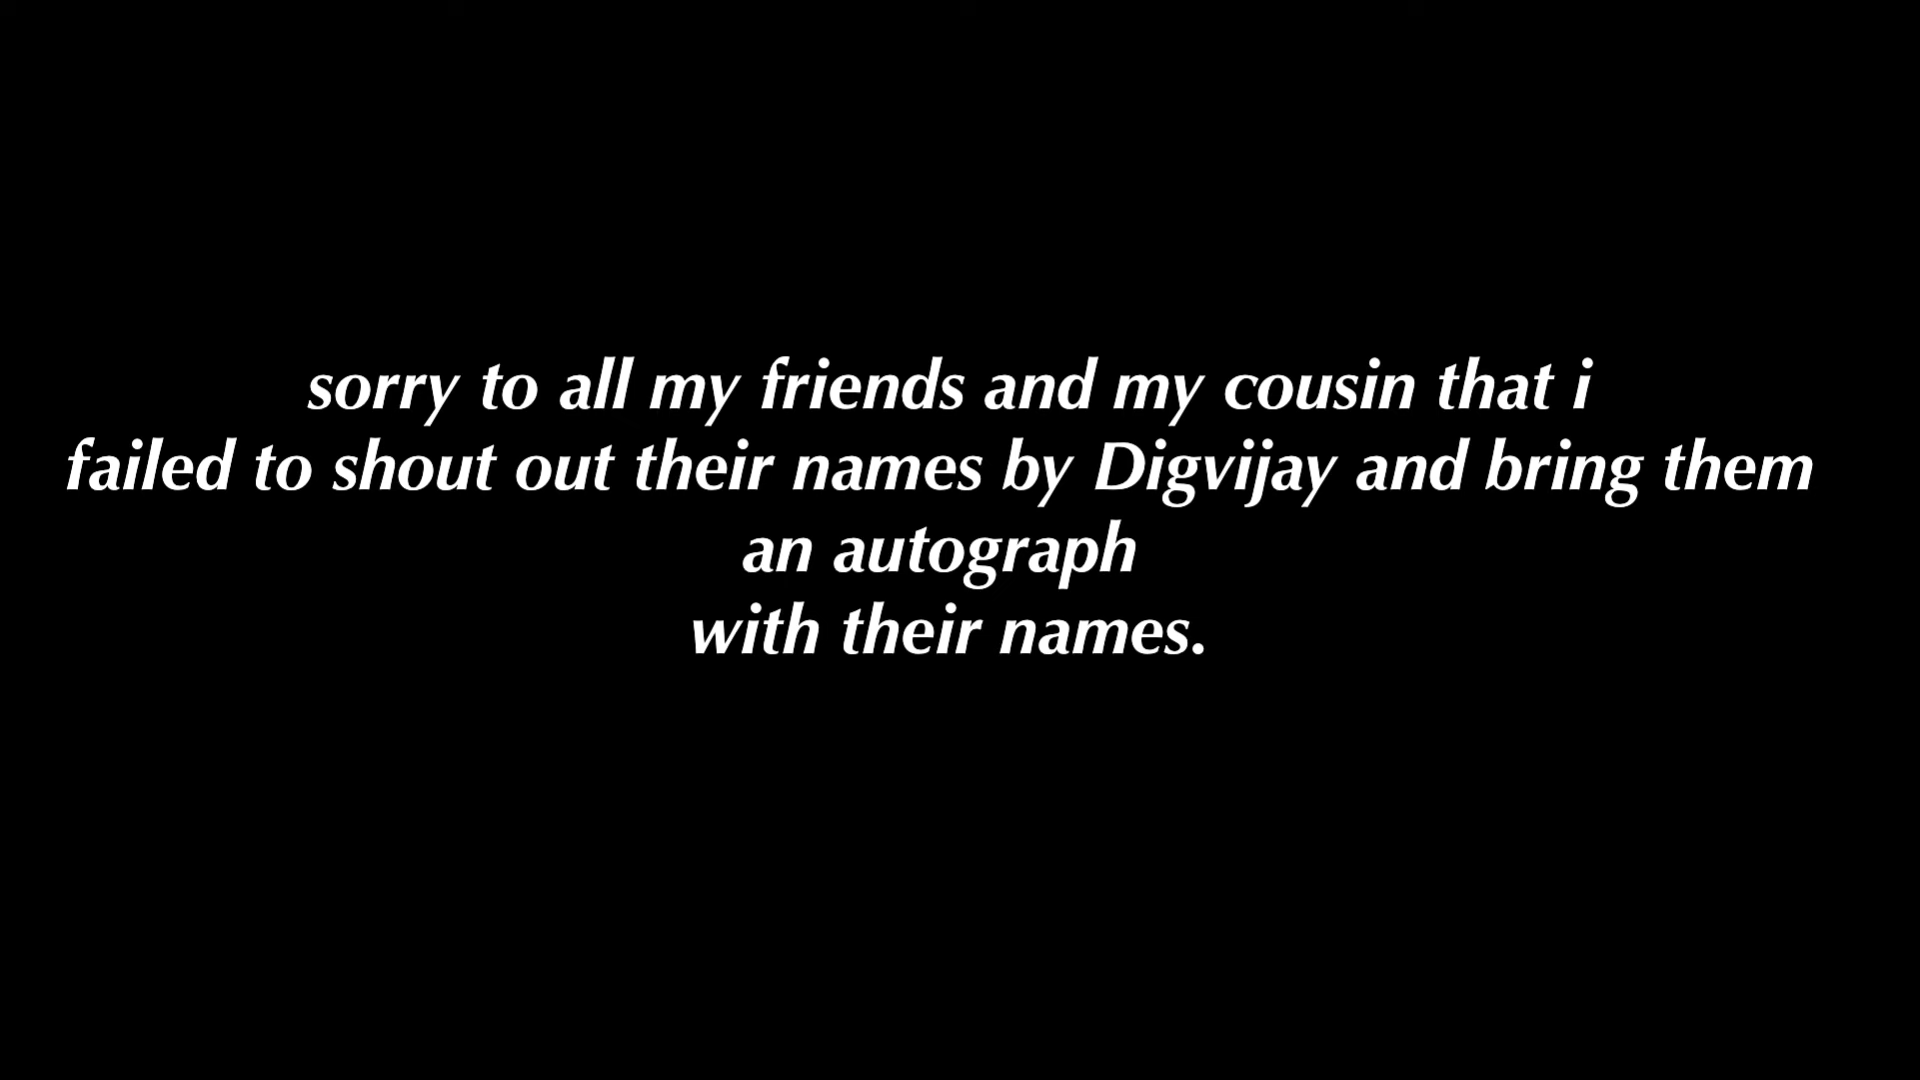 sorry to all my friends and my cousin that i
failed to shout out their names by Digvijay and bring them
an autograph
with their names.